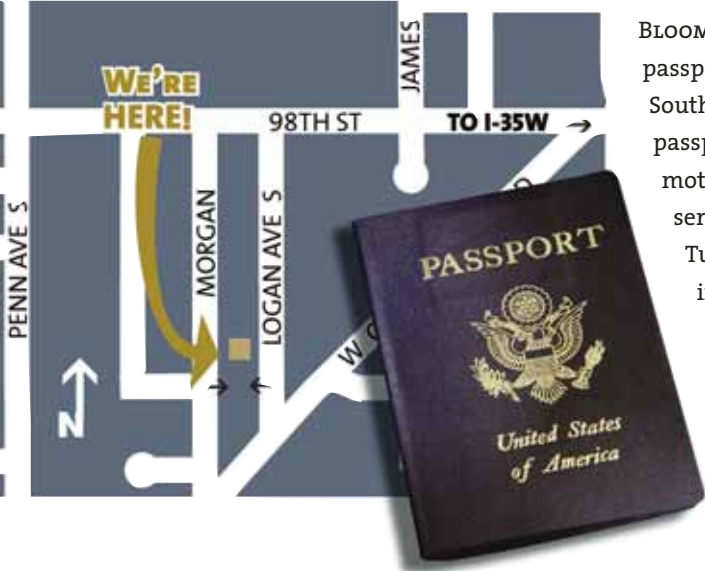 WE'RE
HERE!
98TH ST
TO I-35W →
JAMES
PENN AVE S
MORGAN
LOGAN AVE S
N
W
PASSPORT
United States
of America
BLOOM
passp
South
passp
mot
ser
Tu
i